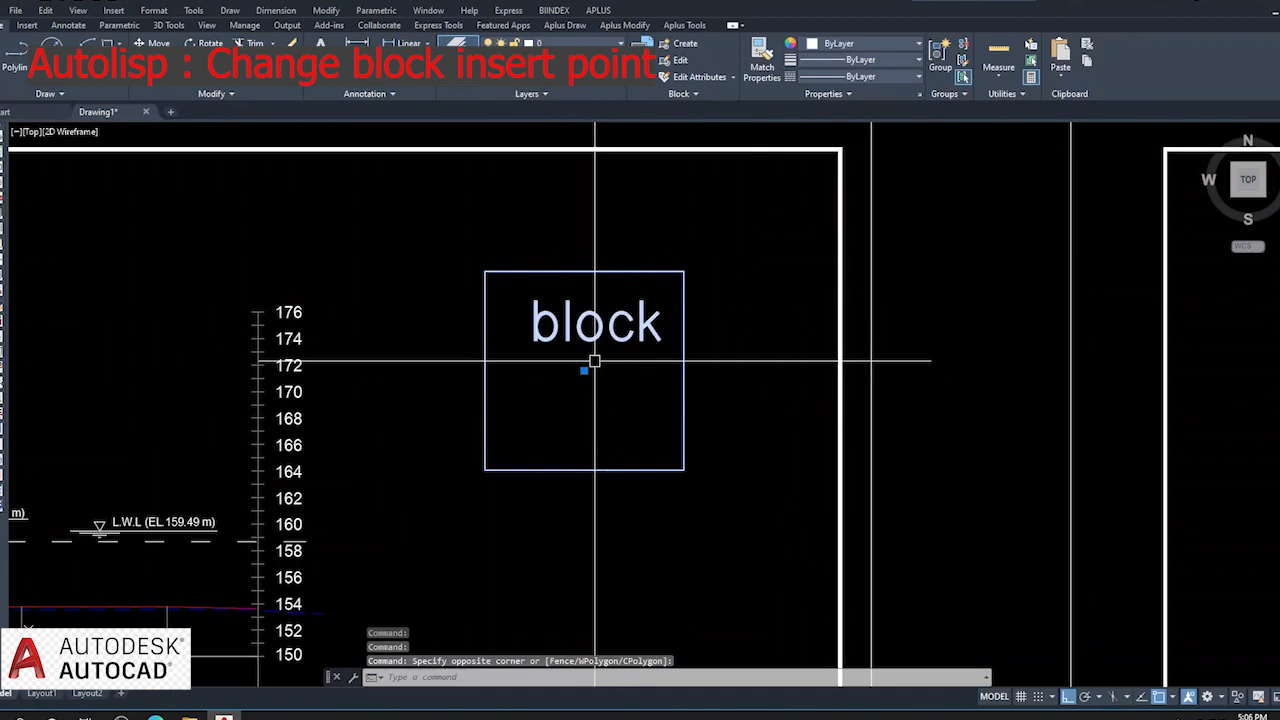 File Edit View Insert Format Tools Draw Dimension Modify Parametric Window Help Express BIINDEX APLUS
Insert Annotate Parametric 3D Tools View Manage Output Add-ins Collaborate Express Tools Featured Apps Aplus Draw Aplus Modify Aplus Tools
Move Rotate Trim Linear 0 Create ByLayer
Autolisp : Change block insert point
Edit ByLayer
Edit Attributes ByLayer
Match Properties Group Measure Paste
Draw Modify Annotation Layers Block Properties Groups Utilities Clipboard
Drawing1*
[−][Top][2D Wireframe]
N
W TOP
S
WCS
block
176
174
172
170
168
166
164
162
160
158
156
154
152
150
m)
L.W.L (EL.159.49 m)
Command:
Command:
Command: Specify opposite corner or [Fence/WPolygon/CPolygon]:
Type a command
A AUTODESK®
AUTOCAD®
Layout1 Layout2 +
MODEL
5:06 PM